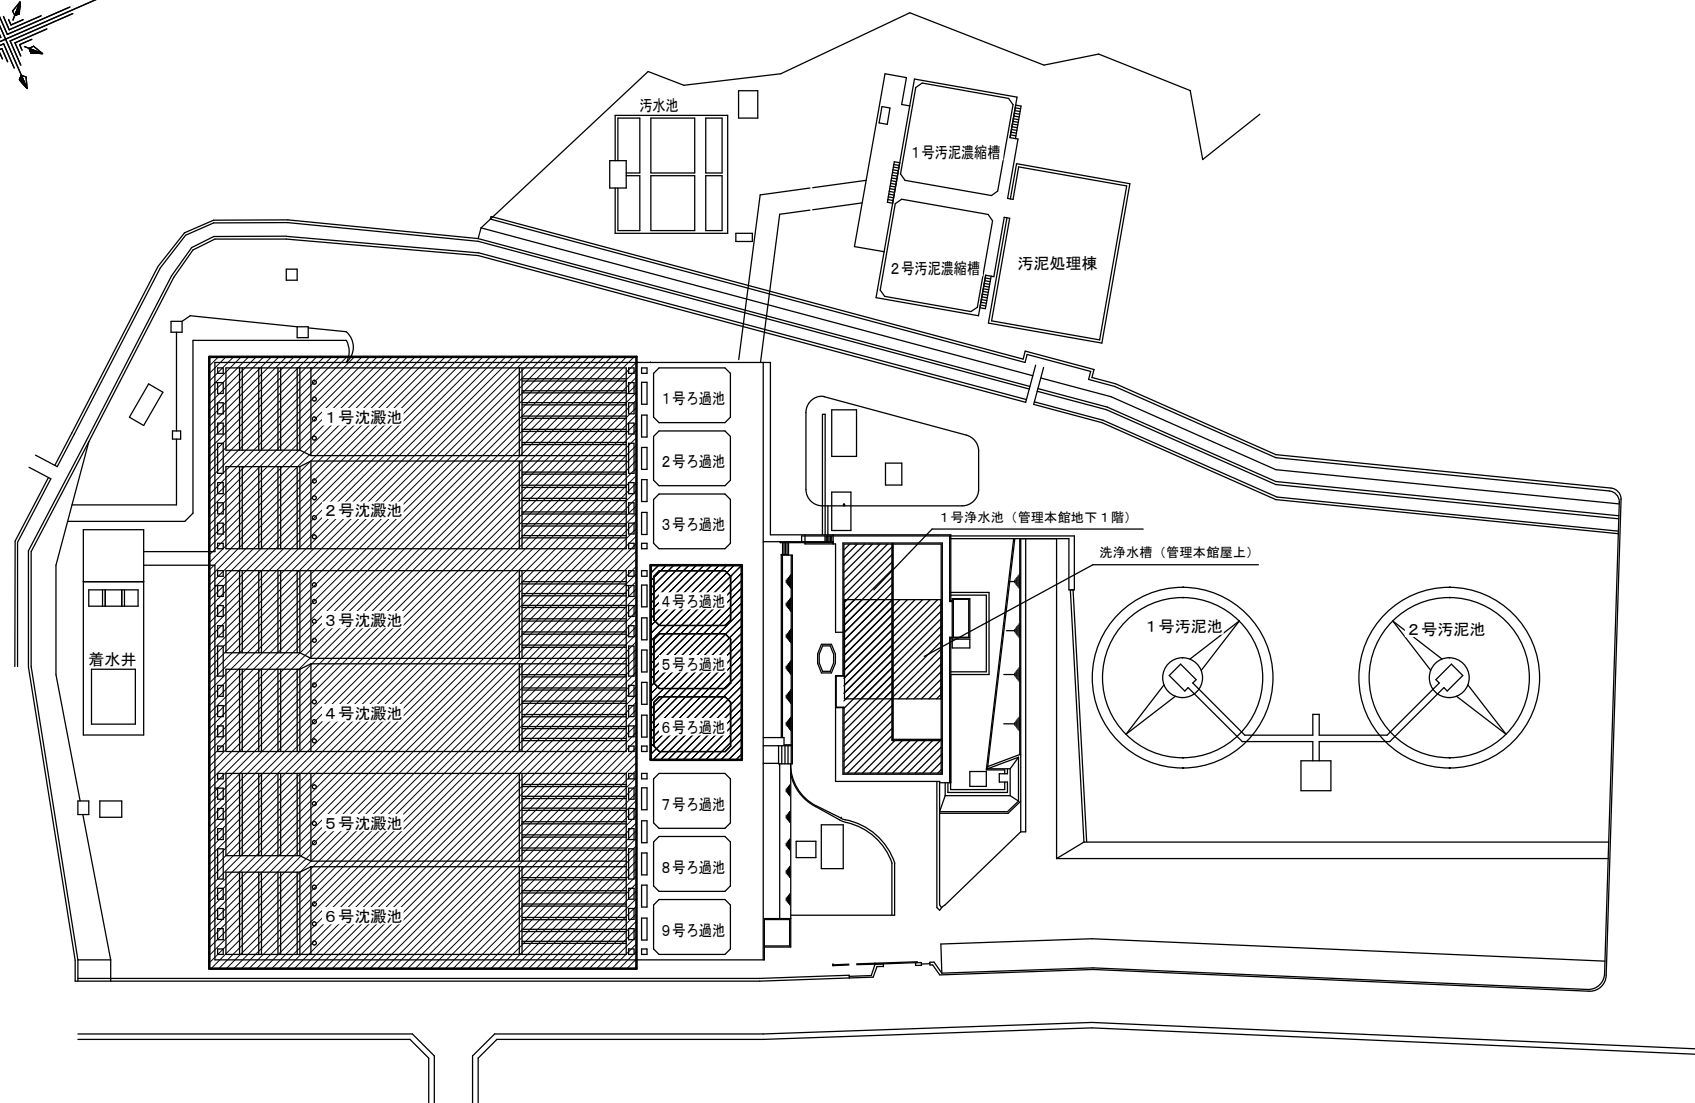 汚水池
1号汚泥濃縮槽
2号汚泥濃縮槽
汚泥処理棟
1号沈澱池
2号沈澱池
3号沈澱池
4号沈澱池
5号沈澱池
6号沈澱池
着水井
1号ろ過池
2号ろ過池
3号ろ過池
4号ろ過池
5号ろ過池
6号ろ過池
7号ろ過池
8号ろ過池
9号ろ過池
1号浄水池（管理本館地下1階）
洗浄水槽（管理本館屋上）
1号汚泥池
2号汚泥池